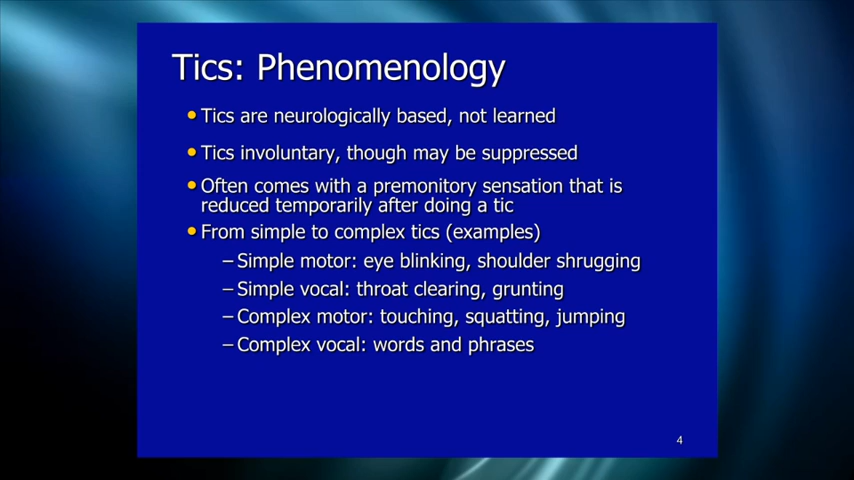 Tics: Phenomenology
• Tics are neurologically based, not learned
• Tics involuntary, though may be suppressed
• Often comes with a premonitory sensation that is
reduced temporarily after doing a tic
• From simple to complex tics (examples)
– Simple motor: eye blinking, shoulder shrugging
– Simple vocal: throat clearing, grunting
– Complex motor: touching, squatting, jumping
– Complex vocal: words and phrases
4